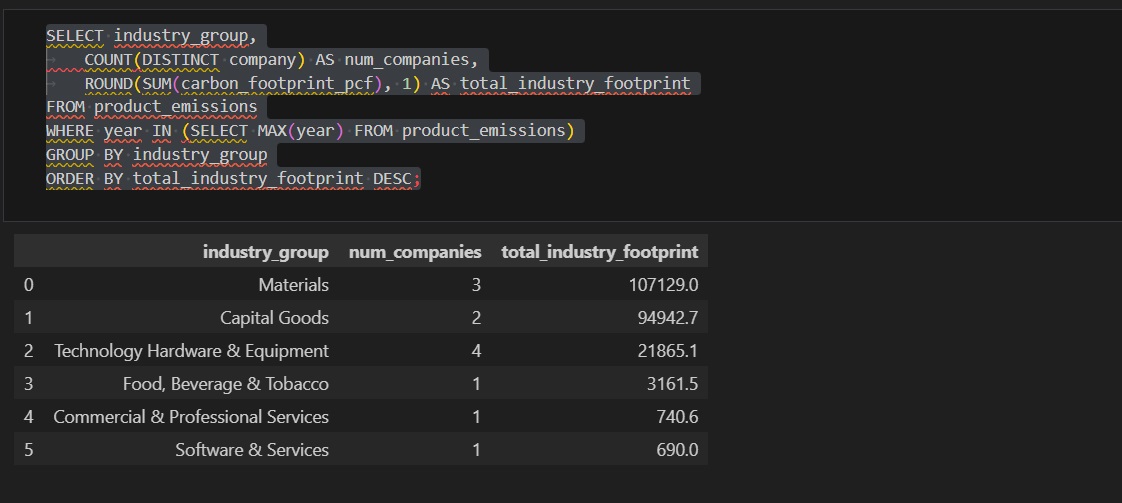 SELECT industry_group,
COUNT(DISTINCT company) AS num_companies,
ROUND(SUM(carbon_footprint_pcf), 1) AS total_industry_footprint
FROM product_emissions
WHERE year IN (SELECT MAX(year) FROM product_emissions)
GROUP BY industry_group
ORDER BY total_industry_footprint DESC;
industry_group num_companies total_industry_footprint
0 Materials 3 107129.0
1 Capital Goods 2 94942.7
2 Technology Hardware & Equipment 4 21865.1
3 Food, Beverage & Tobacco 1 3161.5
4 Commercial & Professional Services 1 740.6
5 Software & Services 1 690.0